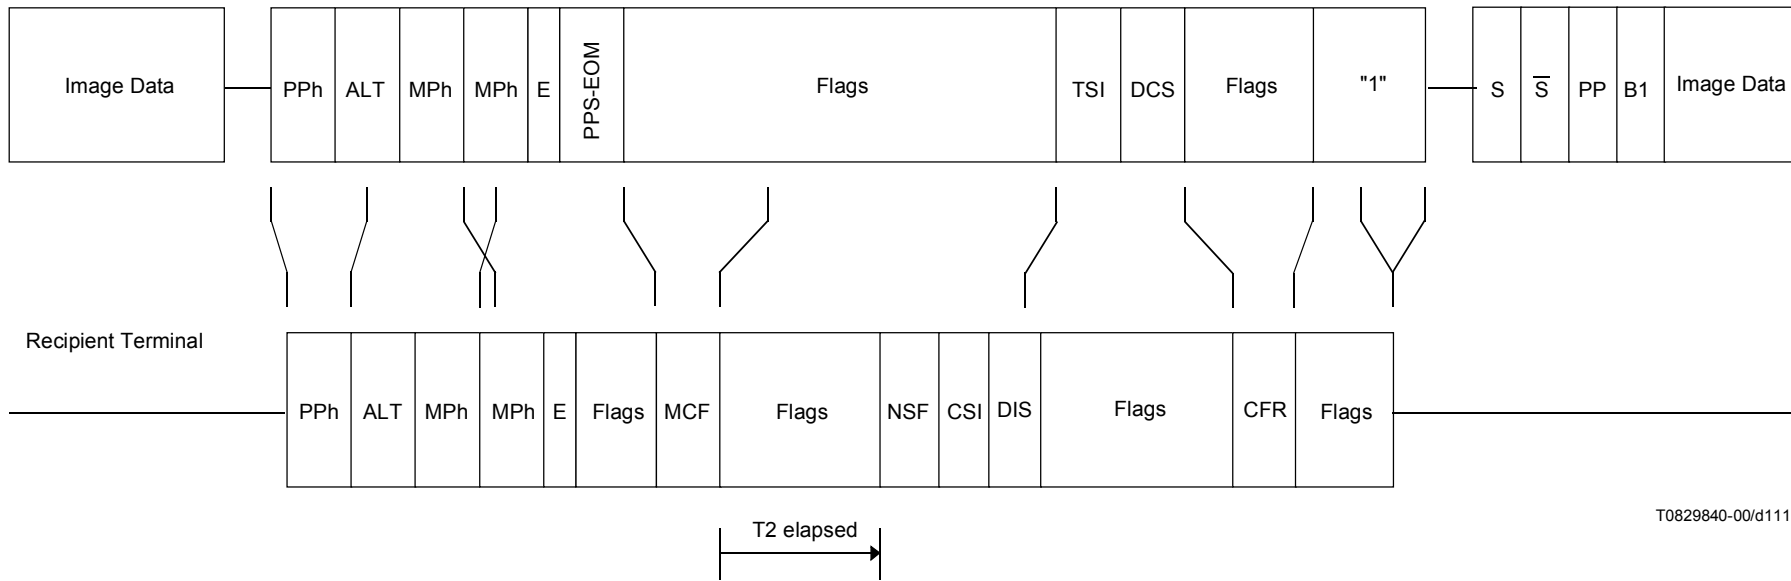 Image Data PPh ALT MPh MPh E PPS-EOM Flags TSI DCS Flags "1" S S̅ PP B1 Image Data
Recipient Terminal
PPh ALT MPh MPh E Flags MCF Flags NSF CSI DIS Flags CFR Flags
T0829840-00/d111
T2 elapsed